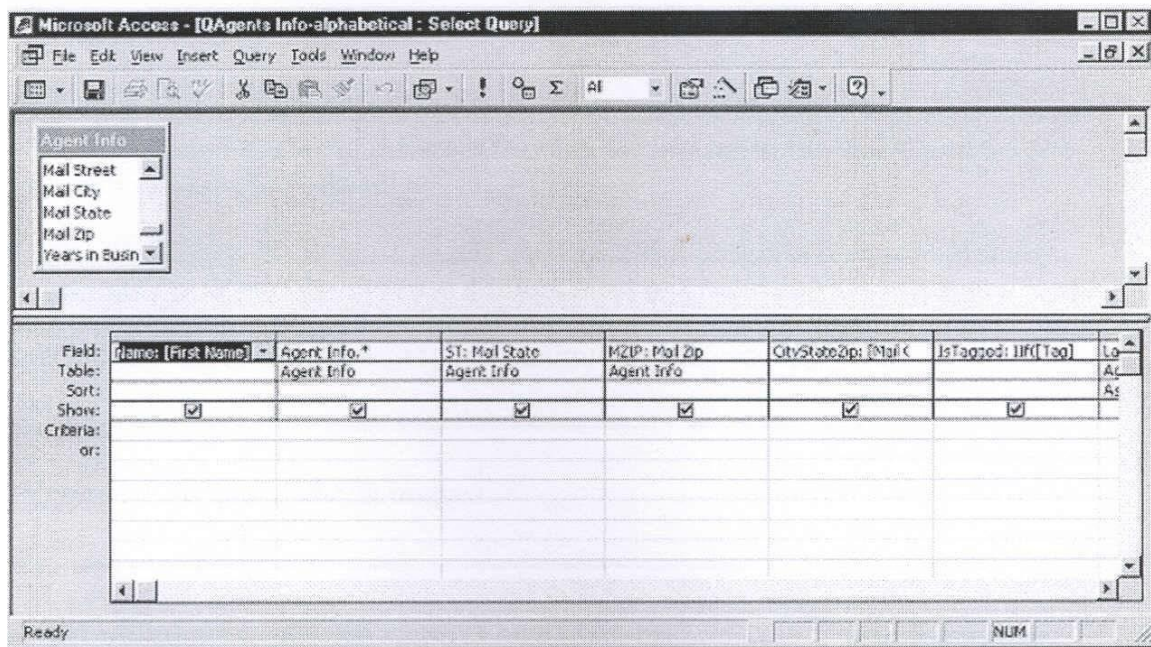 Microsoft Access - [QAgents Info-alphabetical : Select Query]
File Edit View Insert Query Tools Window Help
All
Agent Info
Mail Street
Mail City
Mail State
Mail Zip
Years in Busin
Field: Name: [First Name] Agent Info.* ST: Mail State MZIP: Mail Zip CityStateZip: [Mail C IsTagged: IIf([Tag] La
Table: Agent Info Agent Info Agent Info Ag
Sort: As
Show:
Criteria:
or:
Ready NUM